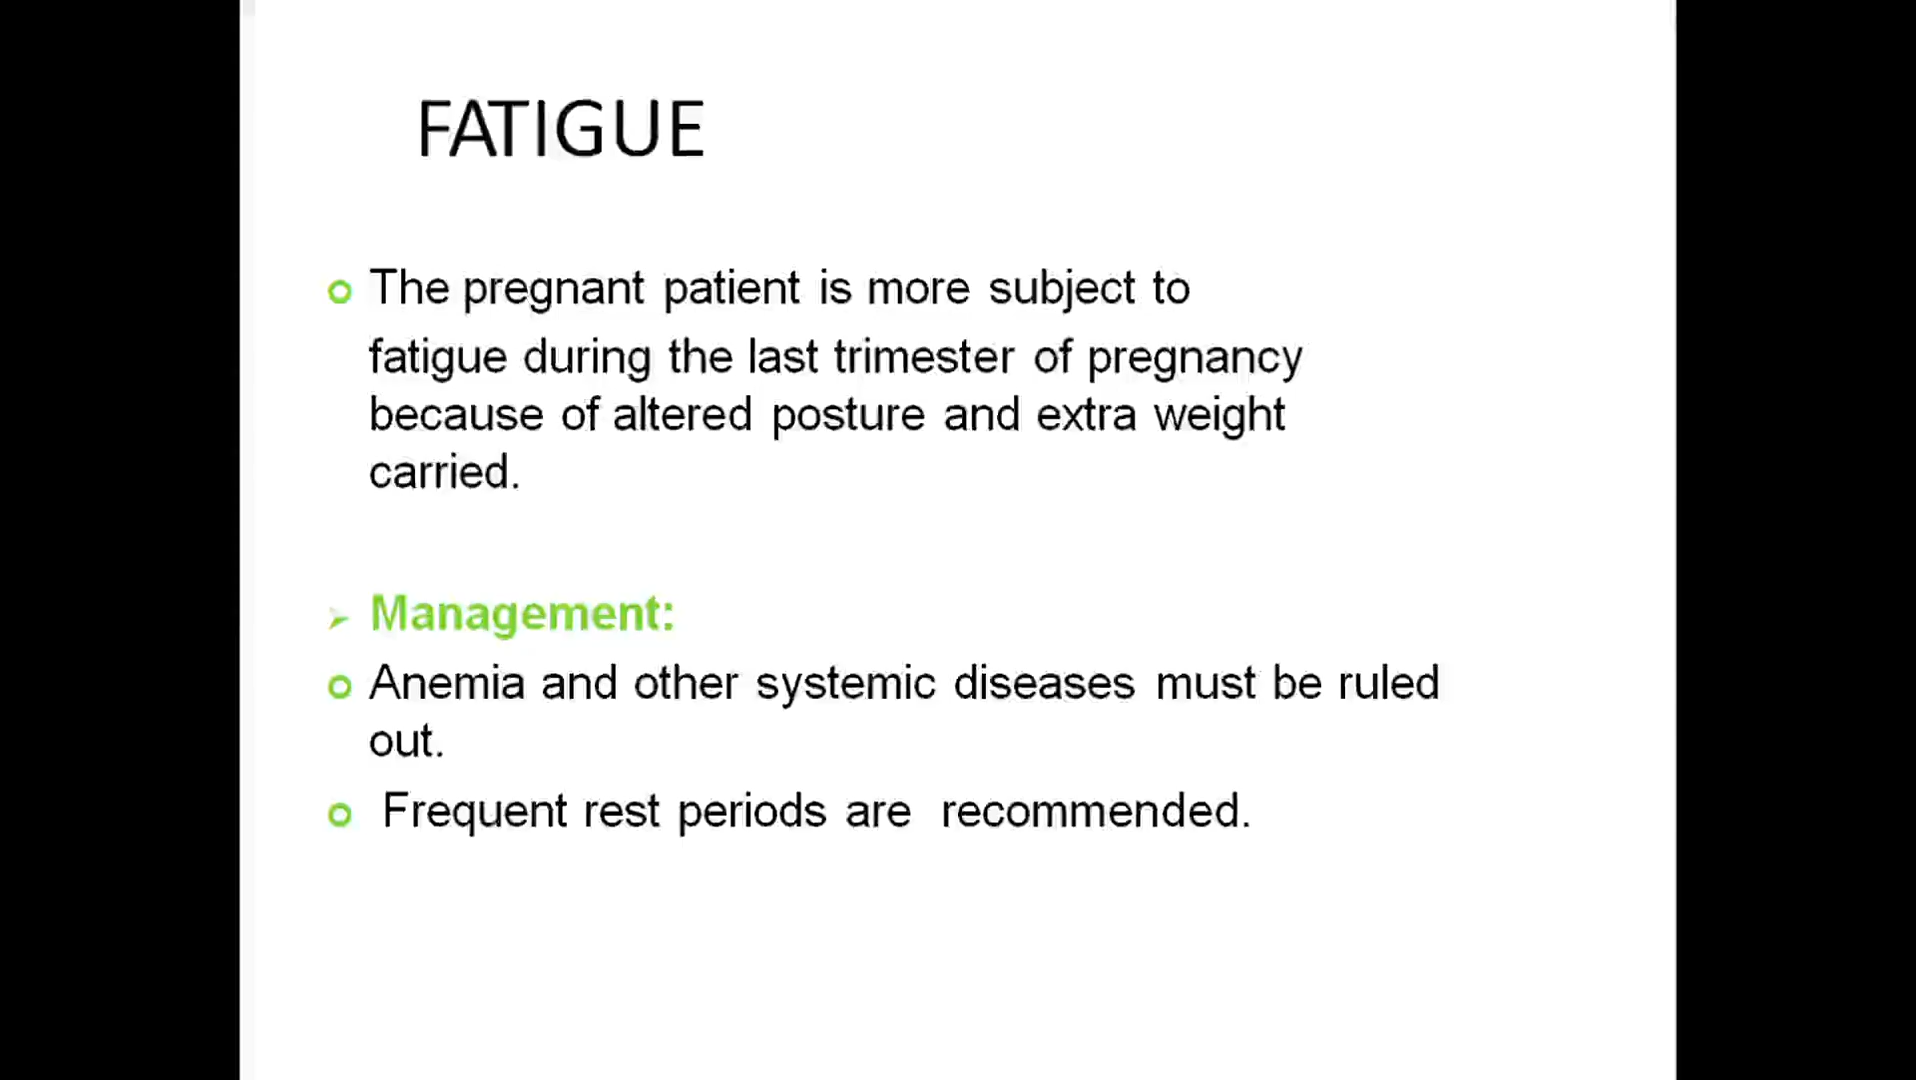 FATIGUE
The pregnant patient is more subject to
fatigue during the last trimester of pregnancy
because of altered posture and extra weight
carried.
Management:
Anemia and other systemic diseases must be ruled
out.
Frequent rest periods are recommended.